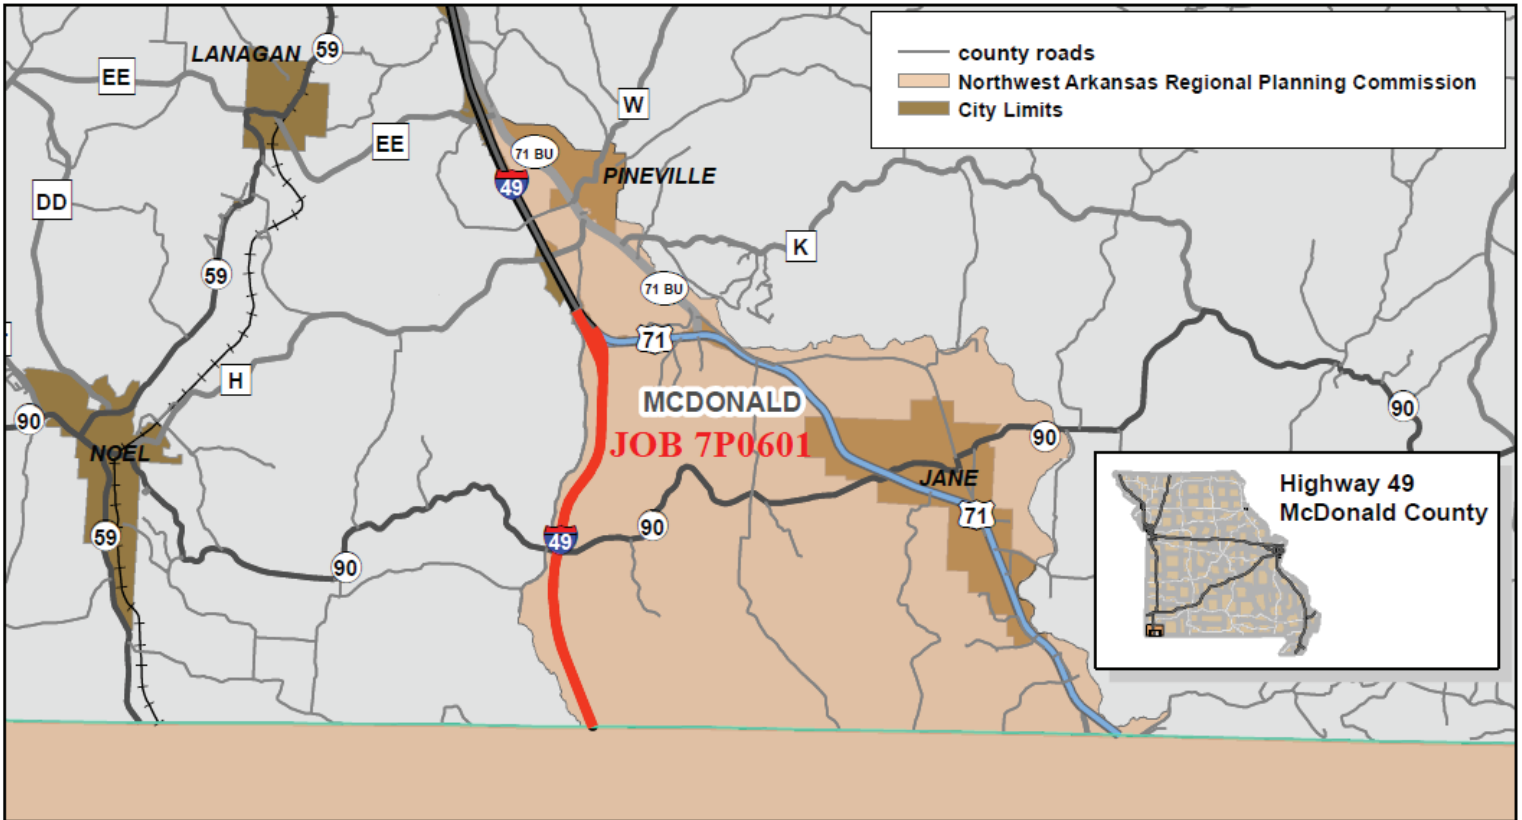 LANAGAN
59
EE
W
county roads
Northwest Arkansas Regional Planning Commission
City Limits
EE
71 BU
49
PINEVILLE
DD
K
59
71 BU
71
H
MCDONALD
90
90
NOEL
JOB 7P0601
90
JANE
Highway 49
McDonald County
71
59
49
90
90